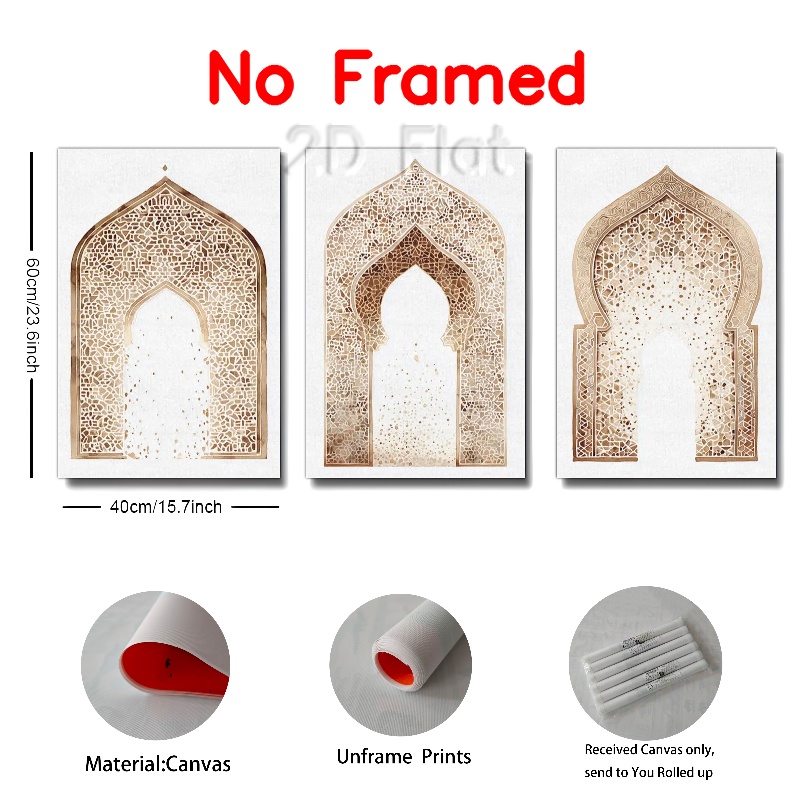 No Framed
2D Flat
60cm/23.6inch
40cm/15.7inch
Material:Canvas
Unframe Prints
Received Canvas only,
send to You Rolled up